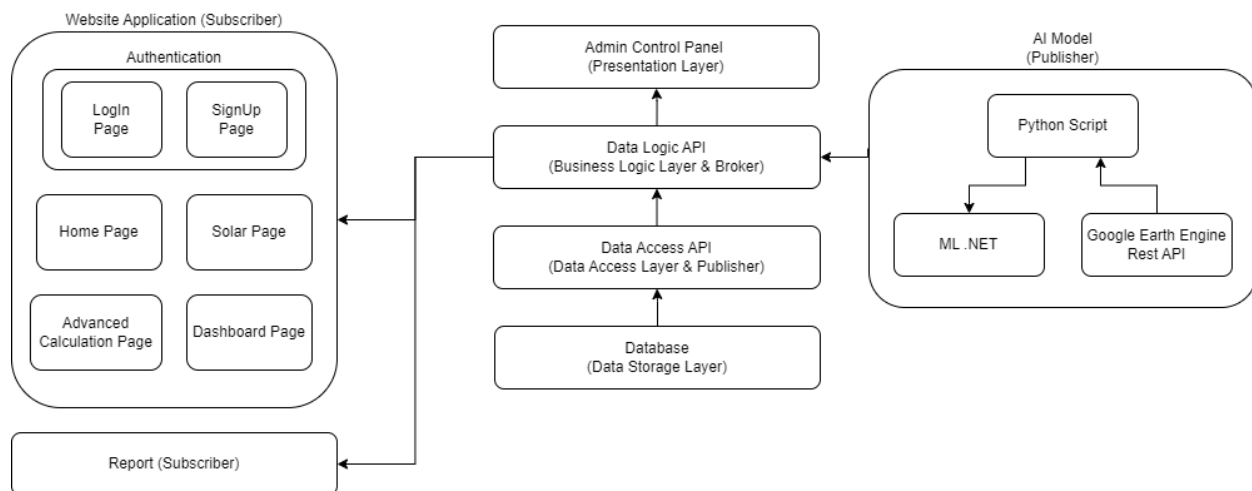 Website Application (Subscriber)
Authentication
LogIn
Page
SignUp
Page
Home Page
Solar Page
Advanced
Calculation Page
Dashboard Page
Report (Subscriber)
Admin Control Panel
(Presentation Layer)
Data Logic API
(Business Logic Layer & Broker)
Data Access API
(Data Access Layer & Publisher)
Database
(Data Storage Layer)
AI Model
(Publisher)
Python Script
ML .NET
Google Earth Engine
Rest API